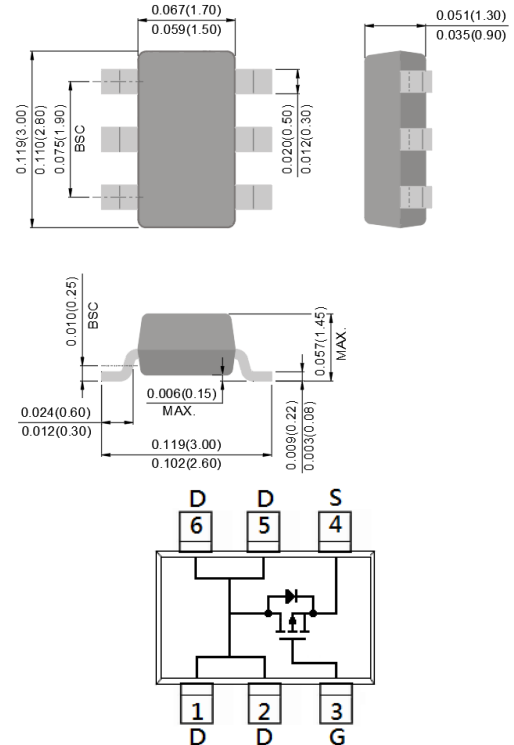 0.067(1.70)
0.059(1.50)
0.051(1.30)
0.035(0.90)
0.119(3.00)
0.110(2.80)
0.075(1.90)
BSC
0.020(0.50)
0.012(0.30)
0.010(0.25)
BSC
0.057(1.45)
MAX.
0.006(0.15)
MAX.
0.024(0.60)
0.012(0.30)
0.009(0.22)
0.003(0.08)
0.119(3.00)
0.102(2.60)
D D S
6 5 4
1 2 3
D D G